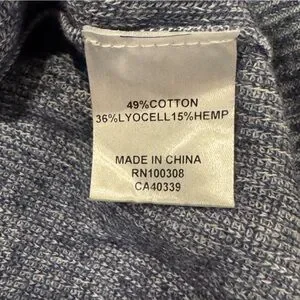 49%COTTON
36%LYOCELL15%HEMP
MADE IN CHINA
RN100308
CA40339